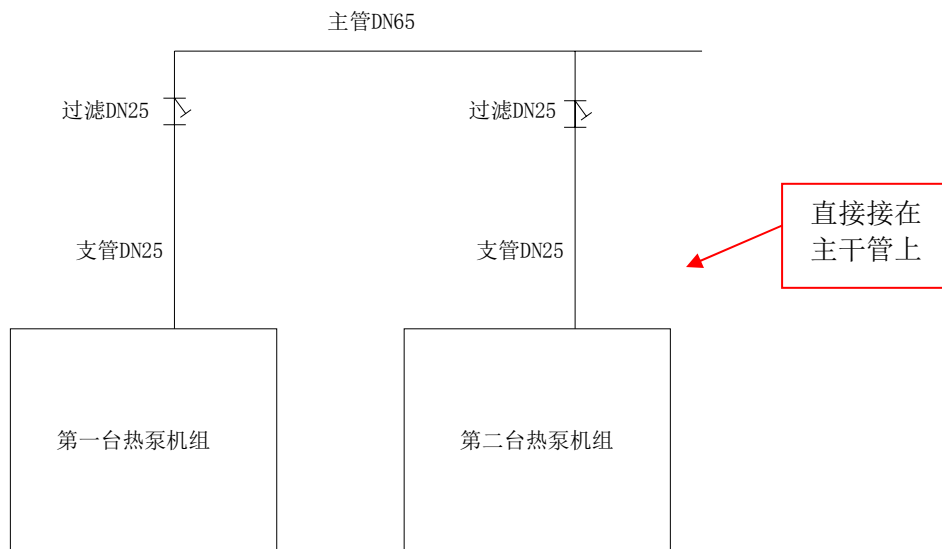 主管DN65
过滤DN25
过滤DN25
支管DN25
支管DN25
直接接在
主干管上
第一台热泵机组
第二台热泵机组